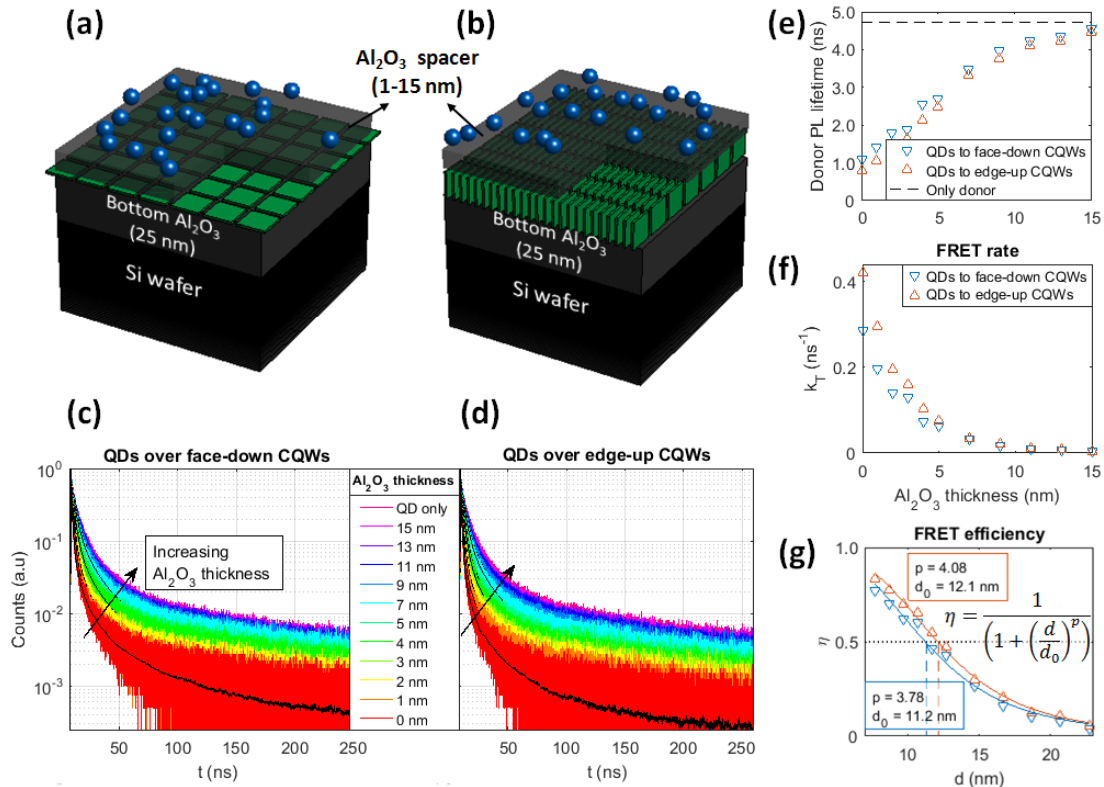 (a)
(b)
Al₂O₃ spacer
(1-15 nm)
Bottom Al₂O₃
(25 nm)
Si wafer
Bottom Al₂O₃
(25 nm)
Si wafer
(c)
QDs over face-down CQWs
Counts (a.u)
10⁰
10⁻¹
10⁻²
10⁻³
Increasing
Al₂O₃ thickness
50
100
150
200
250
t (ns)
Al₂O₃ thickness
QD only
15 nm
13 nm
11 nm
9 nm
7 nm
5 nm
4 nm
3 nm
2 nm
1 nm
0 nm
(d)
QDs over edge-up CQWs
50
100
150
200
250
t (ns)
(e)
Donor PL lifetime (ns)
5.0
4.0
3.0
2.0
1.0
0.0
QDs to face-down CQWs
QDs to edge-up CQWs
Only donor
0
5
10
15
(f)
FRET rate
k_T (ns⁻¹)
0.4
0.2
0
QDs to face-down CQWs
QDs to edge-up CQWs
0
5
10
15
Al₂O₃ thickness (nm)
(g)
FRET efficiency
η
1.0
0.5
0
p = 4.08
d₀ = 12.1 nm
η = 1 / (1 + (d/d₀)^p)
p = 3.78
d₀ = 11.2 nm
10
15
20
d (nm)